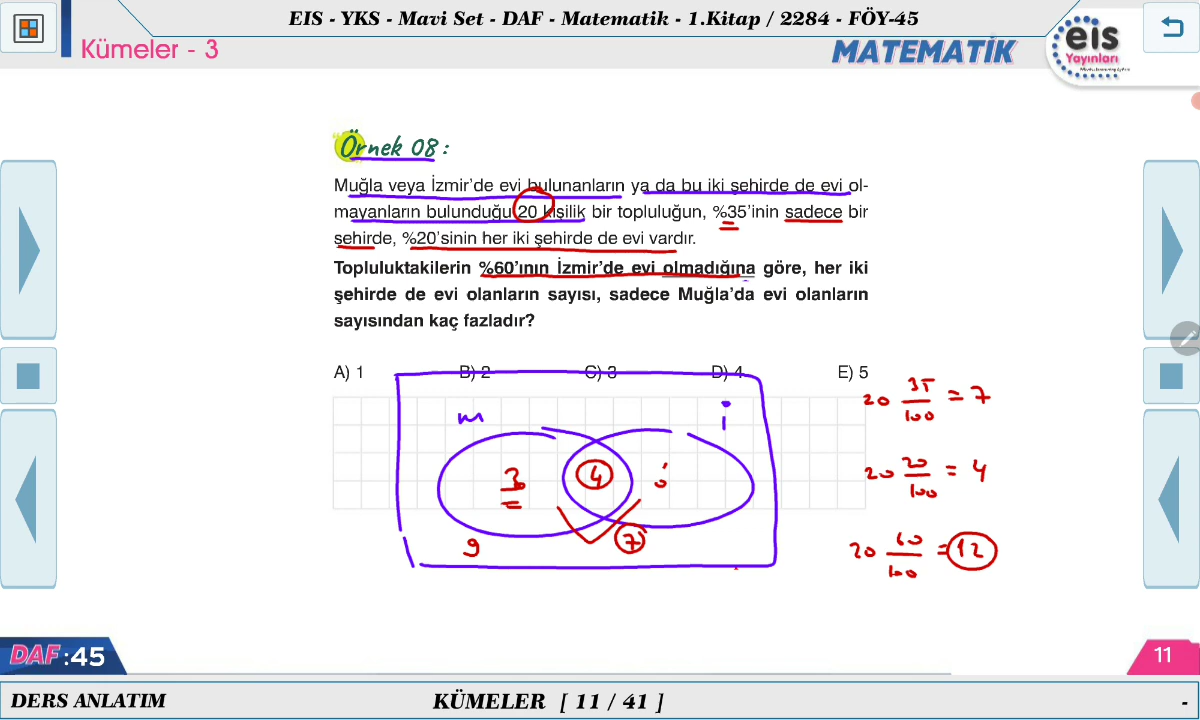 EIS - YKS - Mavi Set - DAF - Matematik - 1.Kitap / 2284 - FÖY-45
Kümeler - 3
MATEMATİK
eis
Yayınları
Örnek 08 :
Muğla veya İzmir'de evi bulunanların ya da bu iki şehirde de evi ol-
mayanların bulunduğu 20 kişilik bir topluluğun, %35'inin sadece bir
şehirde, %20'sinin her iki şehirde de evi vardır.
Topluluktakilerin %60'ının İzmir'de evi olmadığına göre, her iki
şehirde de evi olanların sayısı, sadece Muğla'da evi olanların
sayısından kaç fazladır?
A) 1 B) 2 C) 3 D) 4 E) 5
20 35/100 = 7
m i
3 4
20 20/100 = 4
9 7
20 60/100 = 12
DAF :45
11
DERS ANLATIM KÜMELER [ 11 / 41 ] -